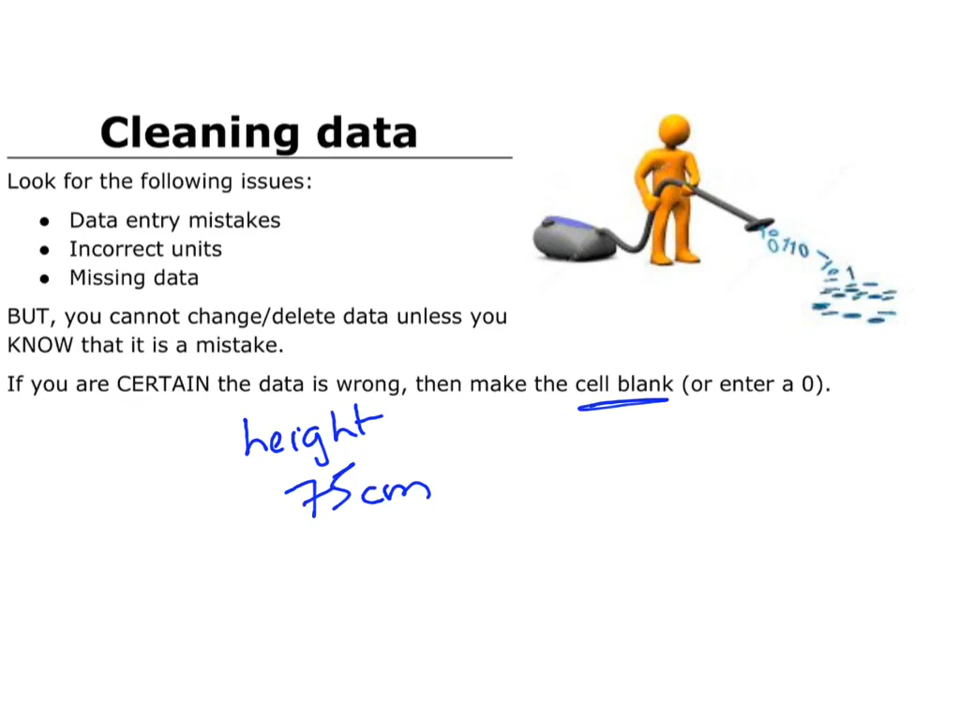 Cleaning data
Look for the following issues:
● Data entry mistakes
● Incorrect units
● Missing data
BUT, you cannot change/delete data unless you
KNOW that it is a mistake.
If you are CERTAIN the data is wrong, then make the cell blank (or enter a 0).
height
75cm